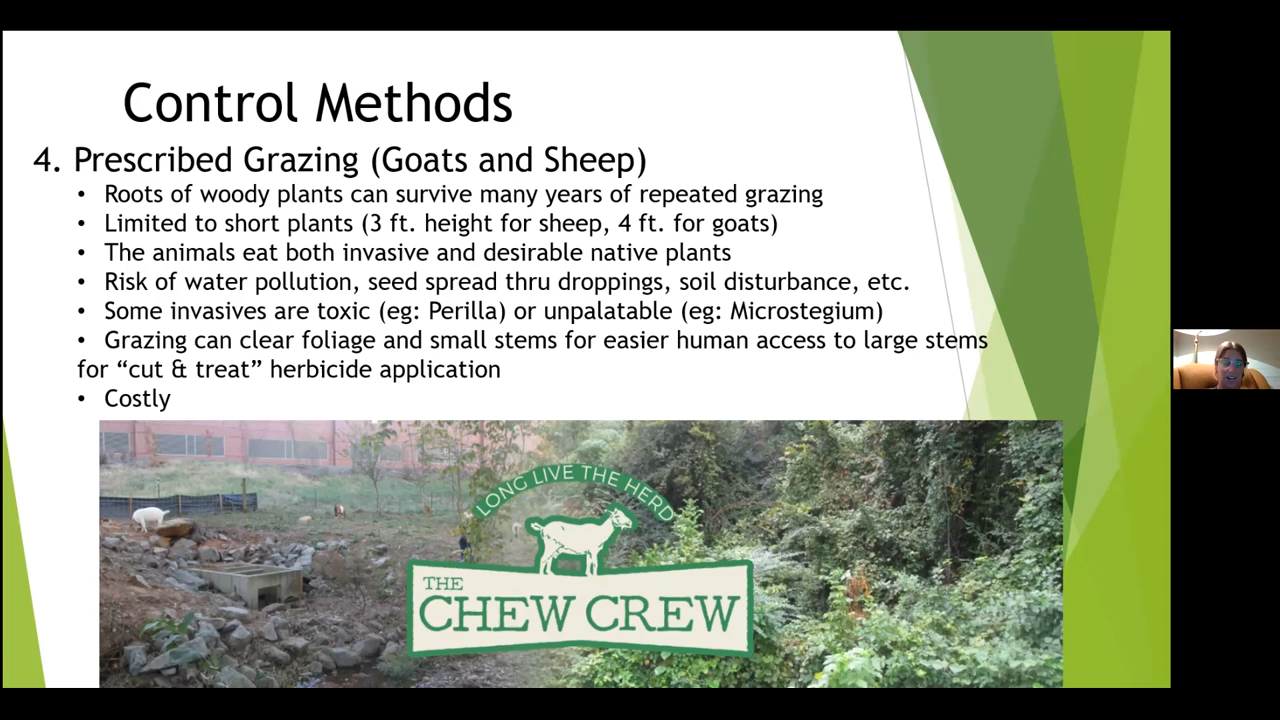 Control Methods
4. Prescribed Grazing (Goats and Sheep)
• Roots of woody plants can survive many years of repeated grazing
• Limited to short plants (3 ft. height for sheep, 4 ft. for goats)
• The animals eat both invasive and desirable native plants
• Risk of water pollution, seed spread thru droppings, soil disturbance, etc.
• Some invasives are toxic (eg: Perilla) or unpalatable (eg: Microstegium)
• Grazing can clear foliage and small stems for easier human access to large stems
for “cut & treat” herbicide application
• Costly
LONG LIVE THE HERD
THE
CHEW CREW